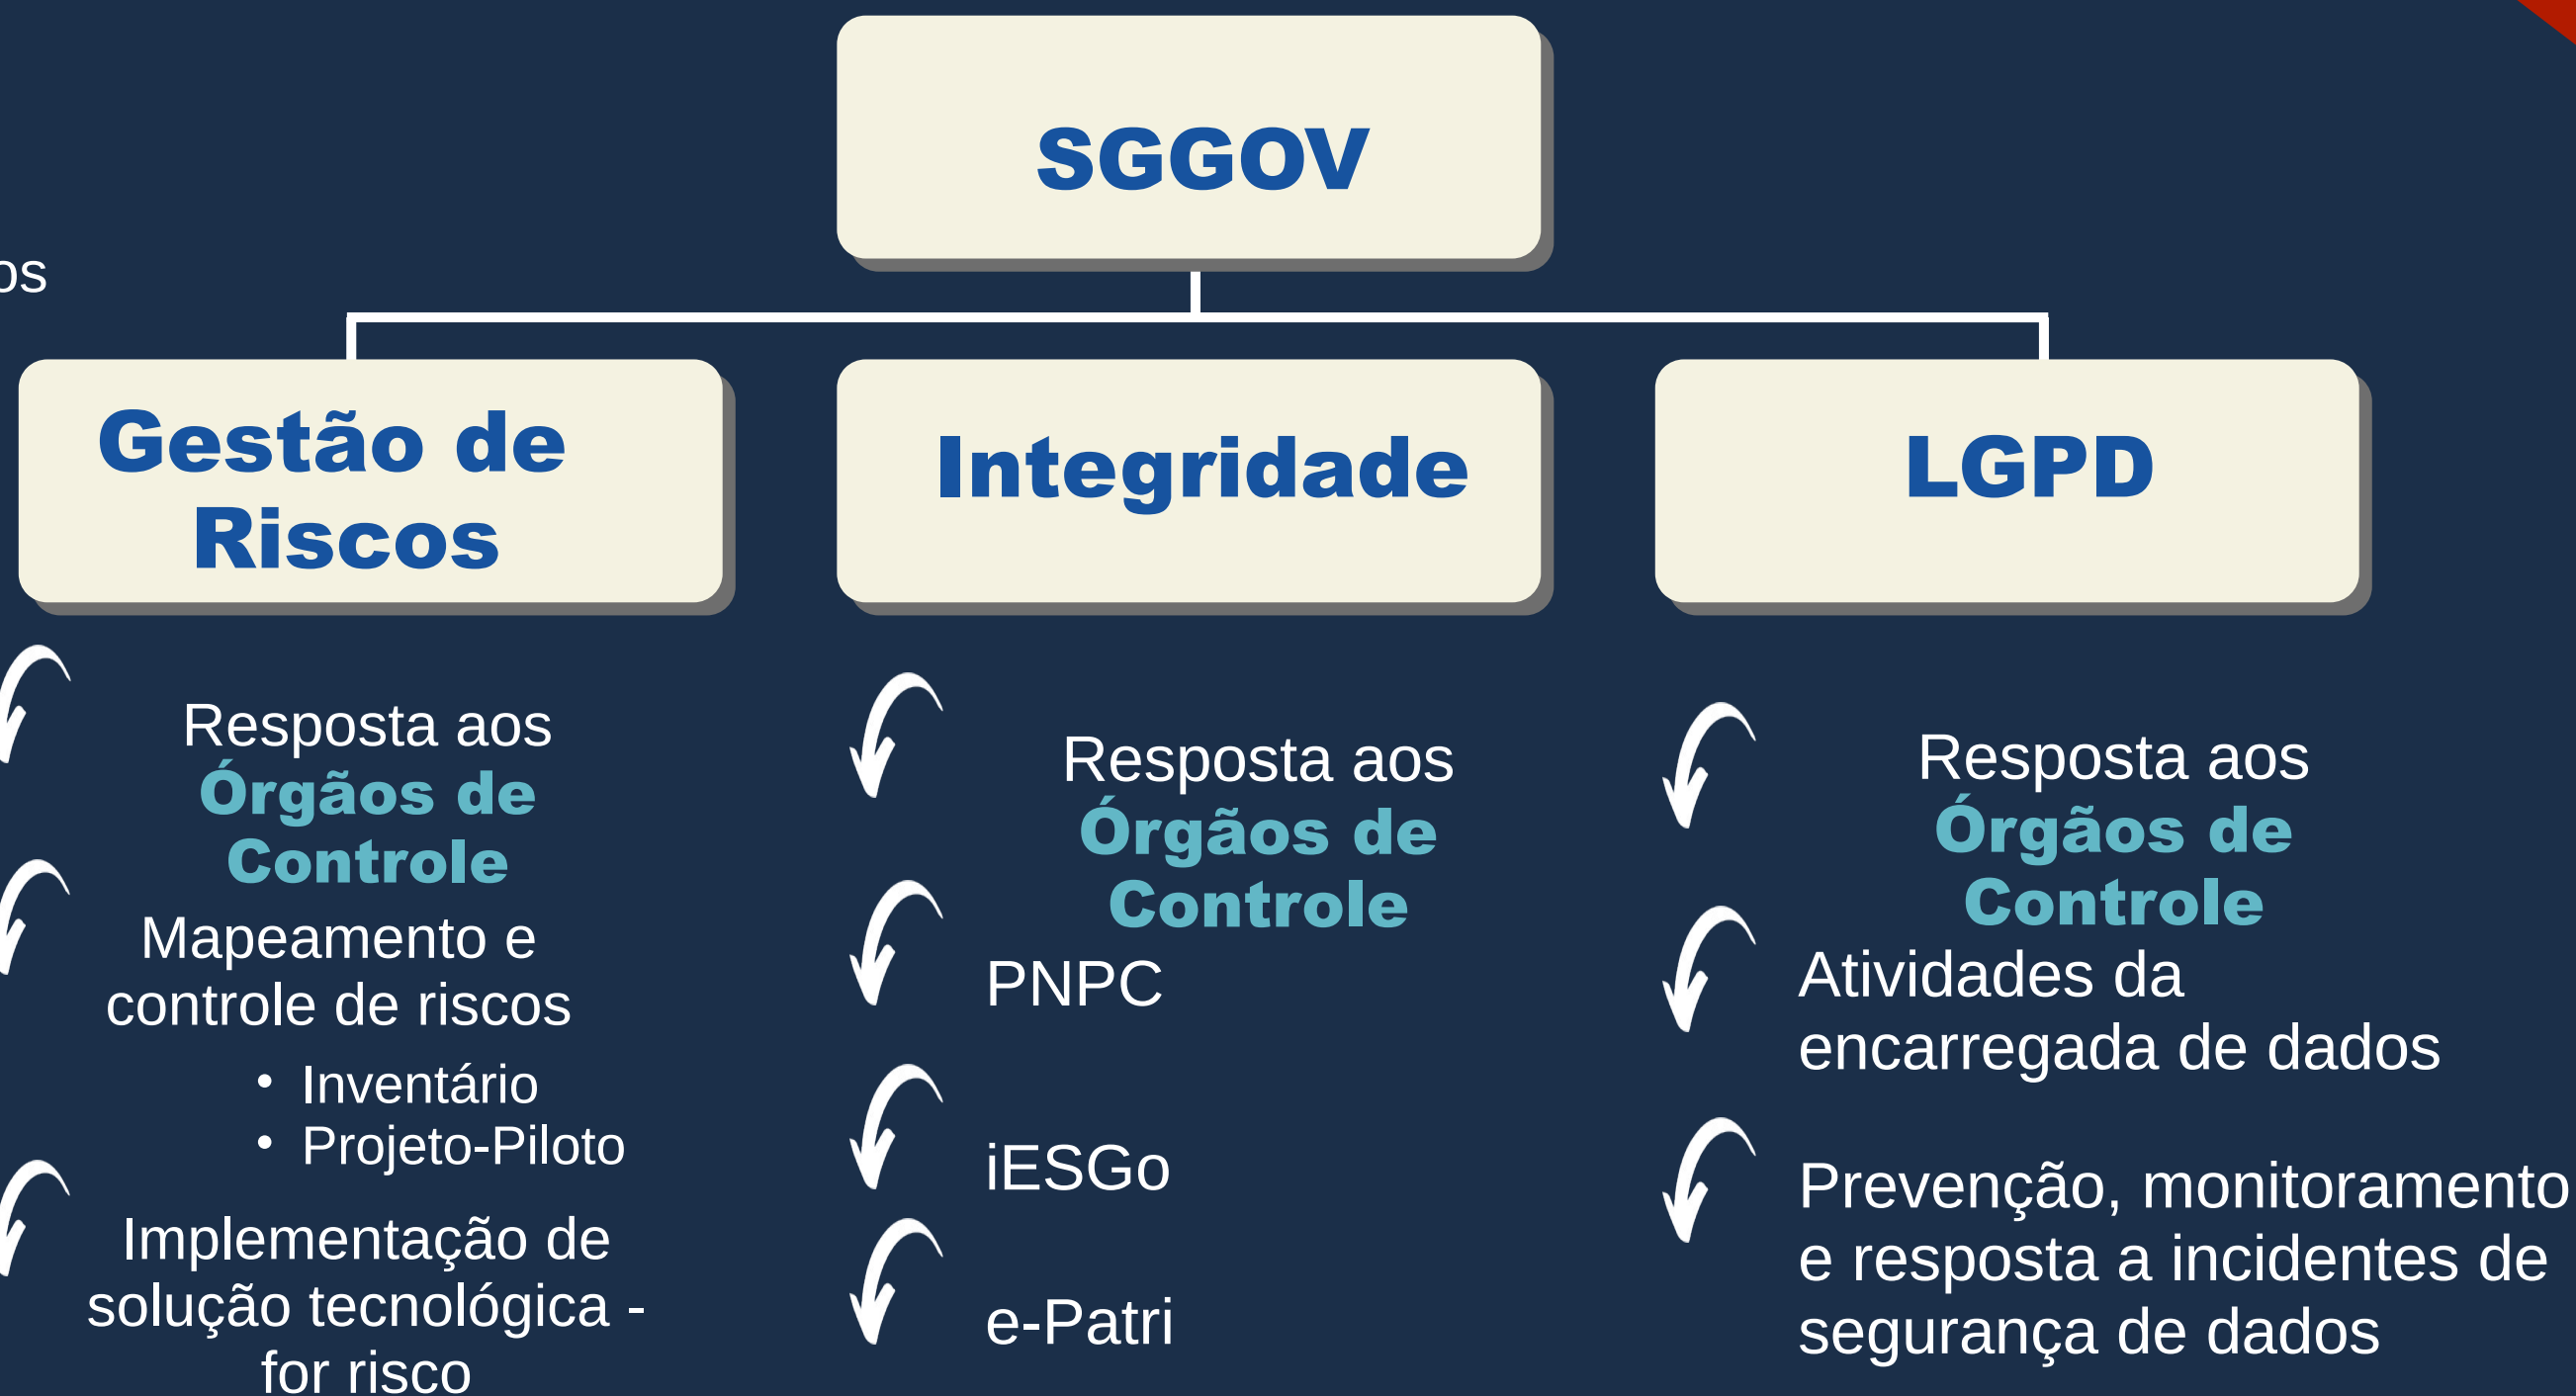 SGGOV
os
Gestão de
Riscos
Integridade
LGPD
Resposta aos
Órgãos de
Controle
Mapeamento e
controle de riscos
• Inventário
• Projeto-Piloto
Implementação de
solução tecnológica -
for risco
Resposta aos
Órgãos de
Controle
PNPC
iESGo
e-Patri
Resposta aos
Órgãos de
Controle
Atividades da
encarregada de dados
Prevenção, monitoramento
e resposta a incidentes de
segurança de dados